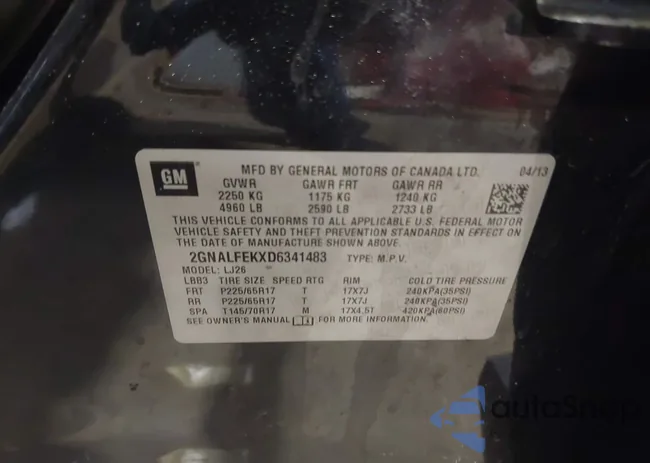 GM
MFD BY GENERAL MOTORS OF CANADA LTD. 04/13
GVWR GAWR FRT GAWR RR
2250 KG 1175 KG 1240 KG
4960 LB 2590 LB 2733 LB
THIS VEHICLE CONFORMS TO ALL APPLICABLE U.S. FEDERAL MOTOR
VEHICLE SAFETY AND THEFT PREVENTION STANDARDS IN EFFECT ON
THE DATE OF MANUFACTURE SHOWN ABOVE.
2GNALFEKXD6341483 TYPE: M.P.V.
MODEL: LJ26
LBB3 TIRE SIZE SPEED RTG RIM COLD TIRE PRESSURE
FRT P225/65R17 T 17X7J 240KPA(35PSI)
RR P225/65R17 T 17X7J 240KPA(35PSI)
SPA T145/70R17 M 17X4.5T 420KPA(60PSI)
SEE OWNER'S MANUAL FOR MORE INFORMATION.